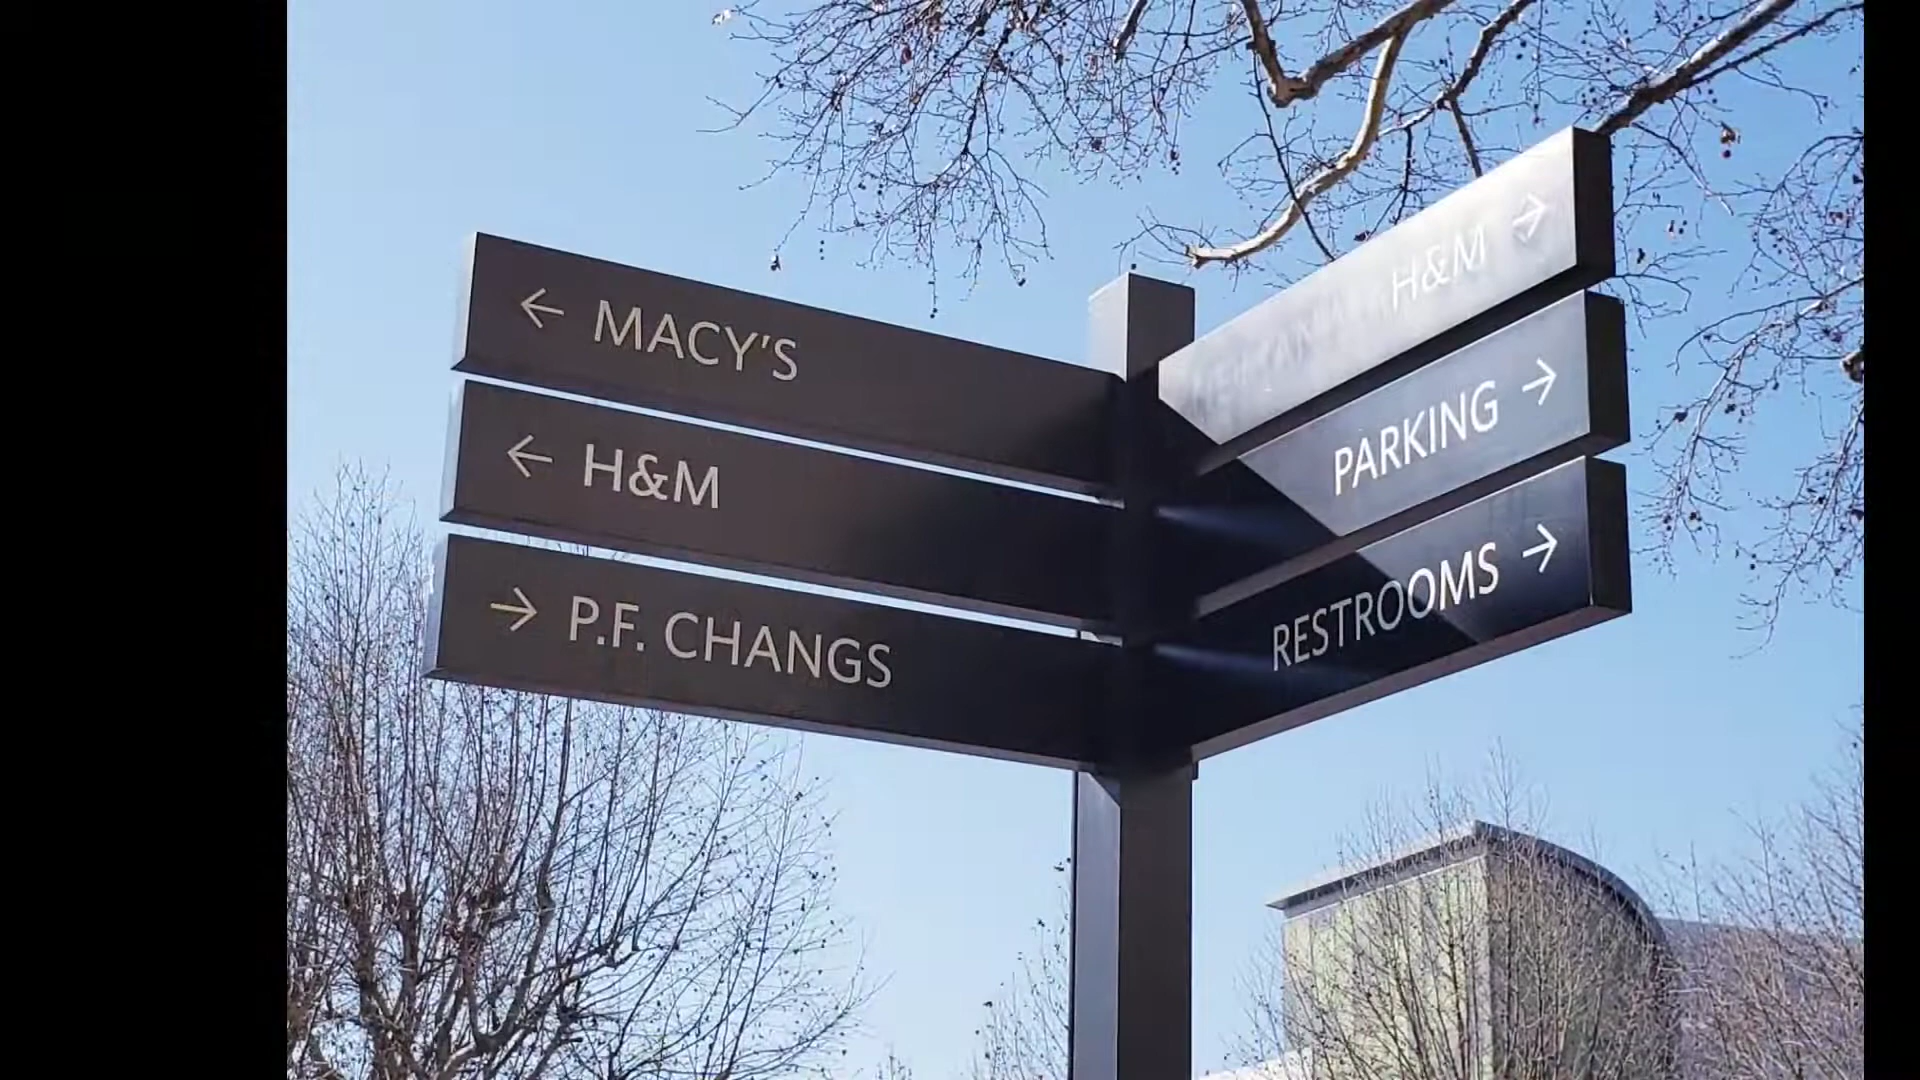 ← MACY'S
← H&M
→ P.F. CHANGS
H&M →
PARKING →
RESTROOMS →